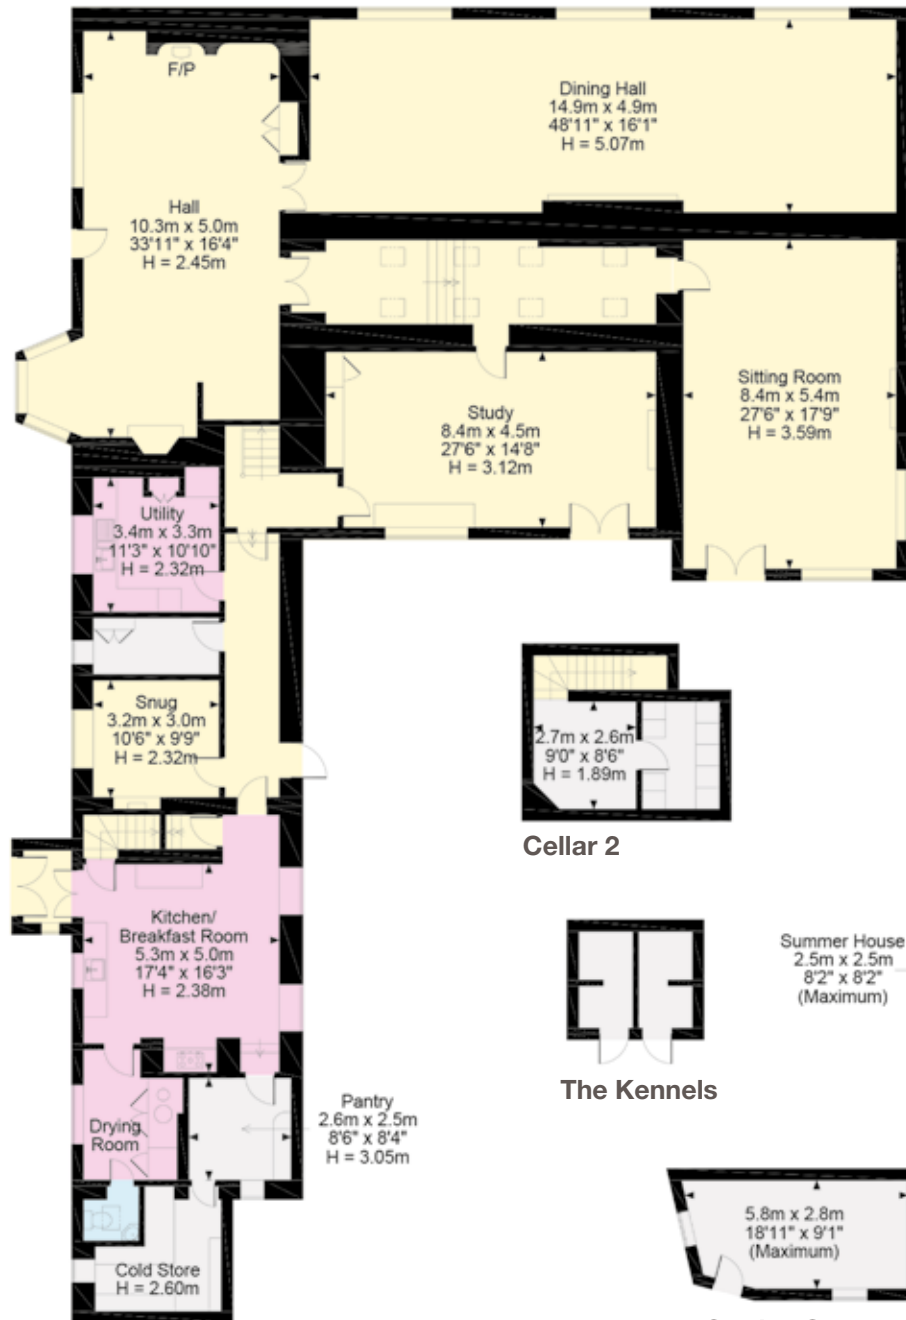 F/P
Dining Hall
14.9m x 4.9m
48'11" x 16'1"
H = 5.07m
Hall
10.3m x 5.0m
33'11" x 16'4"
H = 2.45m
Sitting Room
8.4m x 5.4m
27'6" x 17'9"
H = 3.59m
Study
8.4m x 4.5m
27'6" x 14'8"
H = 3.12m
Utility
3.4m x 3.3m
11'3" x 10'10"
H = 2.32m
Snug
3.2m x 3.0m
10'6" x 9'9"
H = 2.32m
2.7m x 2.6m
9'0" x 8'6"
H = 1.89m
Cellar 2
Kitchen/
Breakfast Room
5.3m x 5.0m
17'4" x 16'3"
H = 2.38m
Summer House
2.5m x 2.5m
8'2" x 8'2"
(Maximum)
The Kennels
Pantry
2.6m x 2.5m
8'6" x 8'4"
H = 3.05m
Drying
Room
5.8m x 2.8m
18'11" x 9'1"
(Maximum)
Cold Store
H = 2.60m